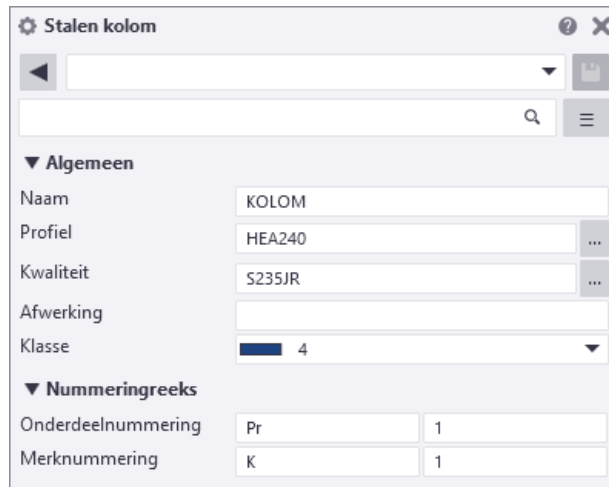 Stalen kolom
Algemeen
Naam KOLOM
Profiel HEA240 ...
Kwaliteit S235JR ...
Afwerking
Klasse 4
Nummeringreeks
Onderdeelnummering Pr 1
Merknummering K 1